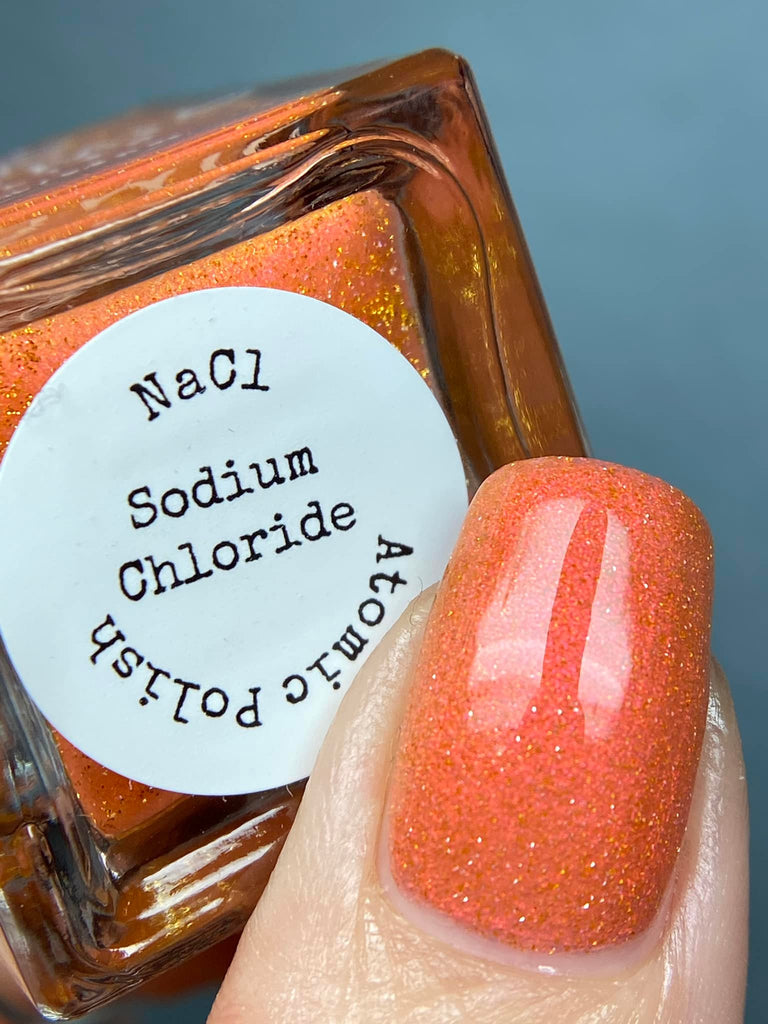 NaCl
Sodium
Chloride
Atomic Polish